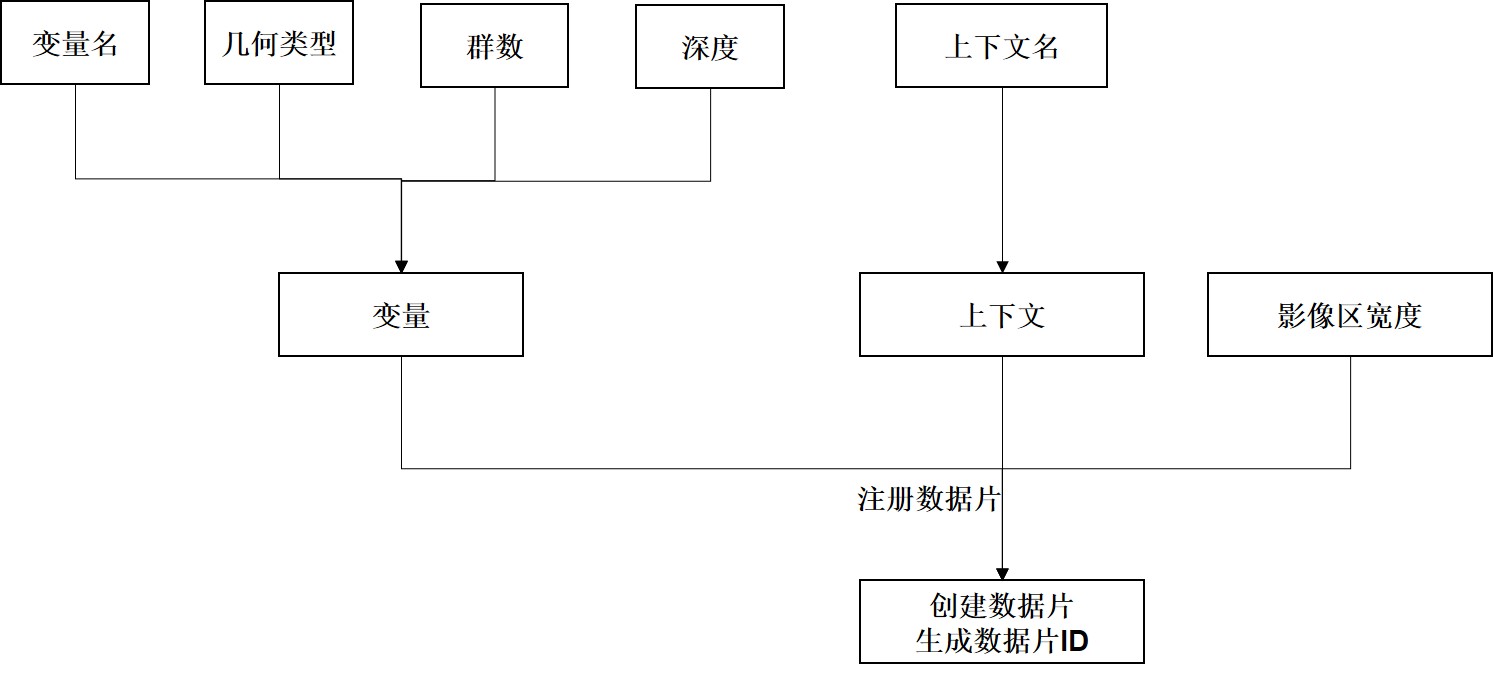 变量名
几何类型
群数
深度
上下文名
变量
上下文
影像区宽度
注册数据片
创建数据片
生成数据片ID